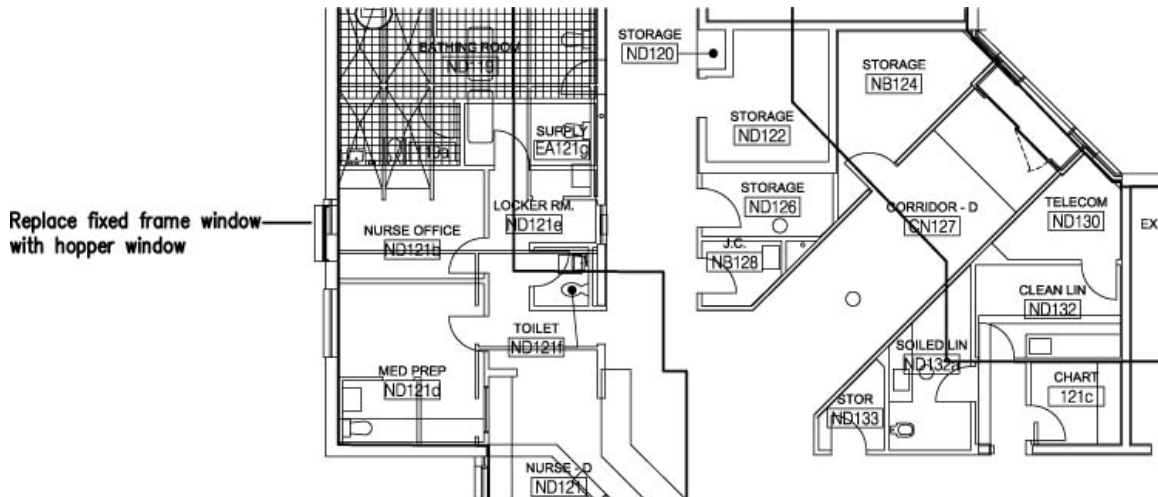 BATHING ROOM
ND119
119a
SUPPLY
EA121g
STORAGE
ND120
STORAGE
NB124
STORAGE
ND122
STORAGE
ND126
LOCKER RM.
ND121e
NURSE OFFICE
ND121b
Replace fixed frame window
with hopper window
CORRIDOR - D
CN127
TELECOM
ND130
EX
J.C.
NB128
CLEAN LIN
ND132
TOILET
ND121f
SOILED LIN
ND132a
MED PREP
ND121d
CHART
121c
STOR
ND133
NURSE - D
ND121